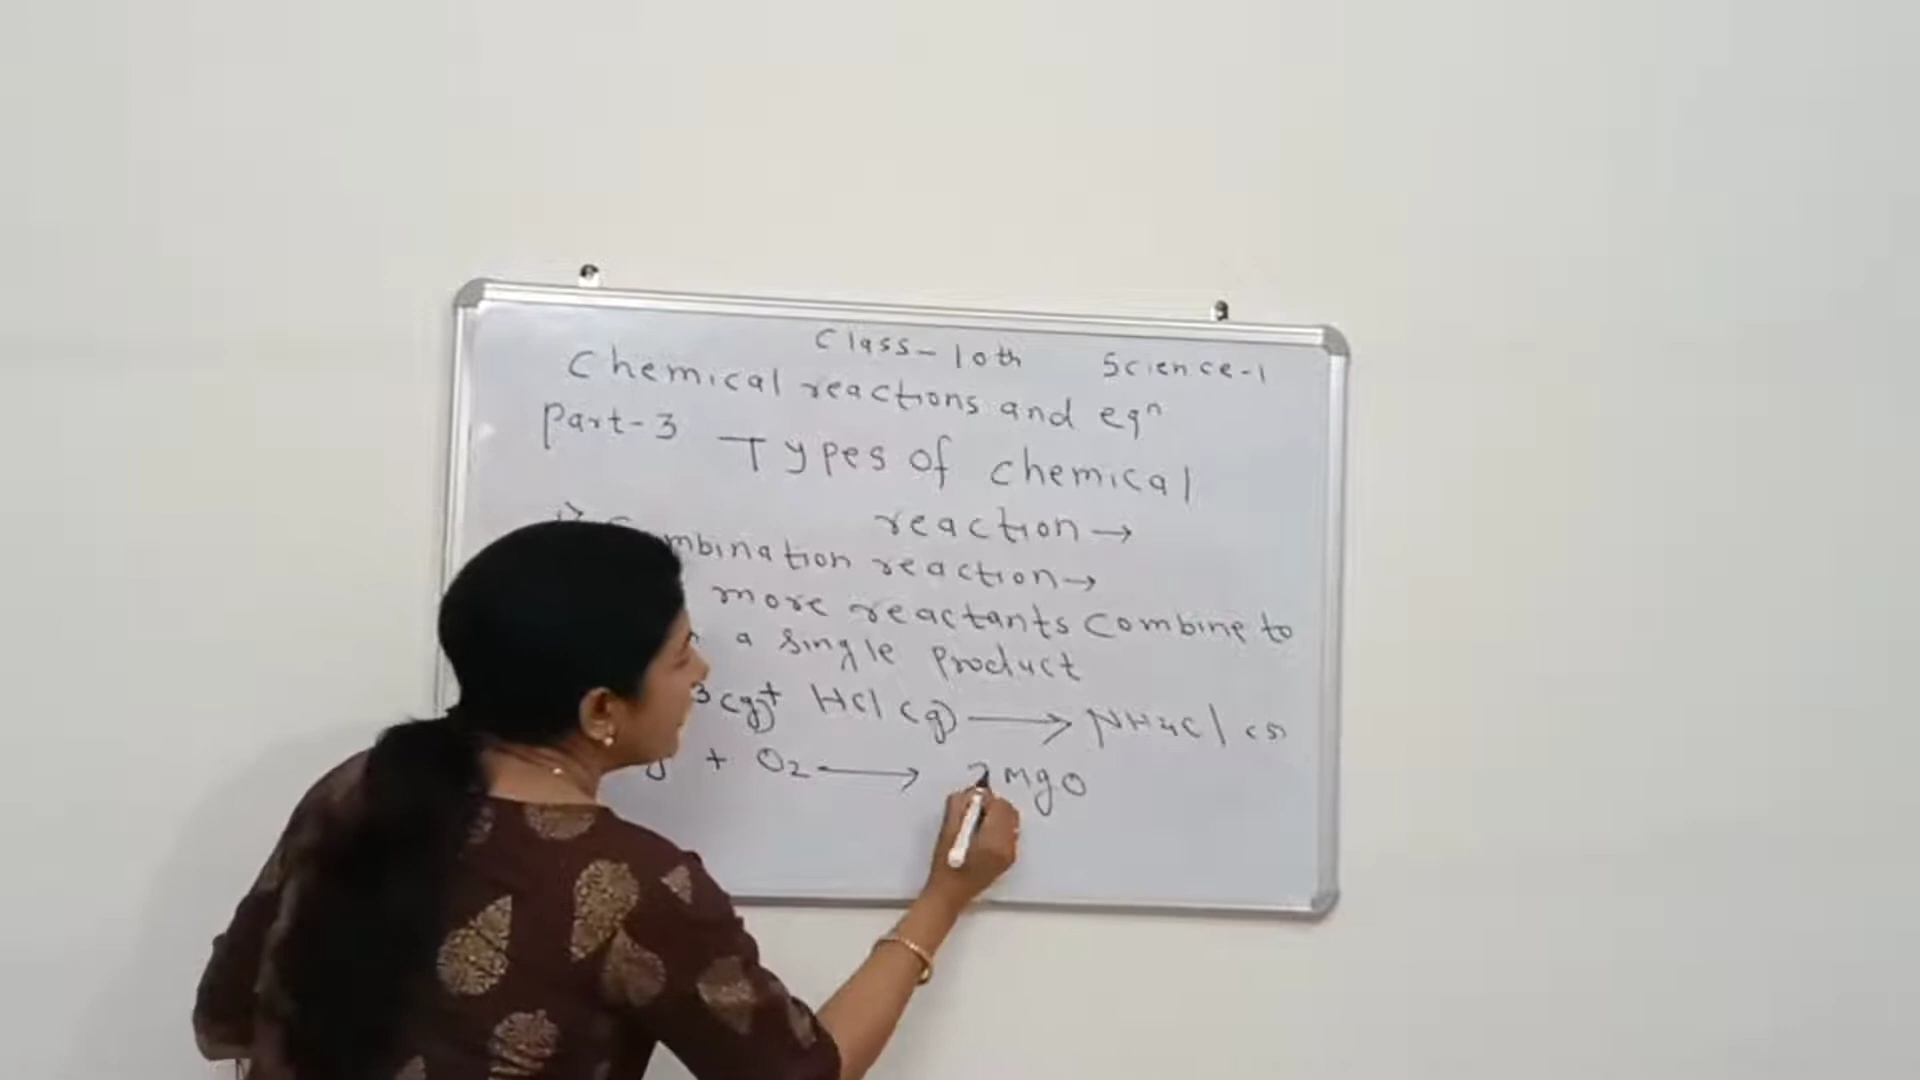 Class-10th Science-1
Chemical reactions and eqn
Part-3 Types of chemical
reaction→
mbination reaction→
more reactants combine to
a single product
3(g)+ HCl(g) ⟶ NH4Cl(s)
+ O2 ⟶ 2MgO